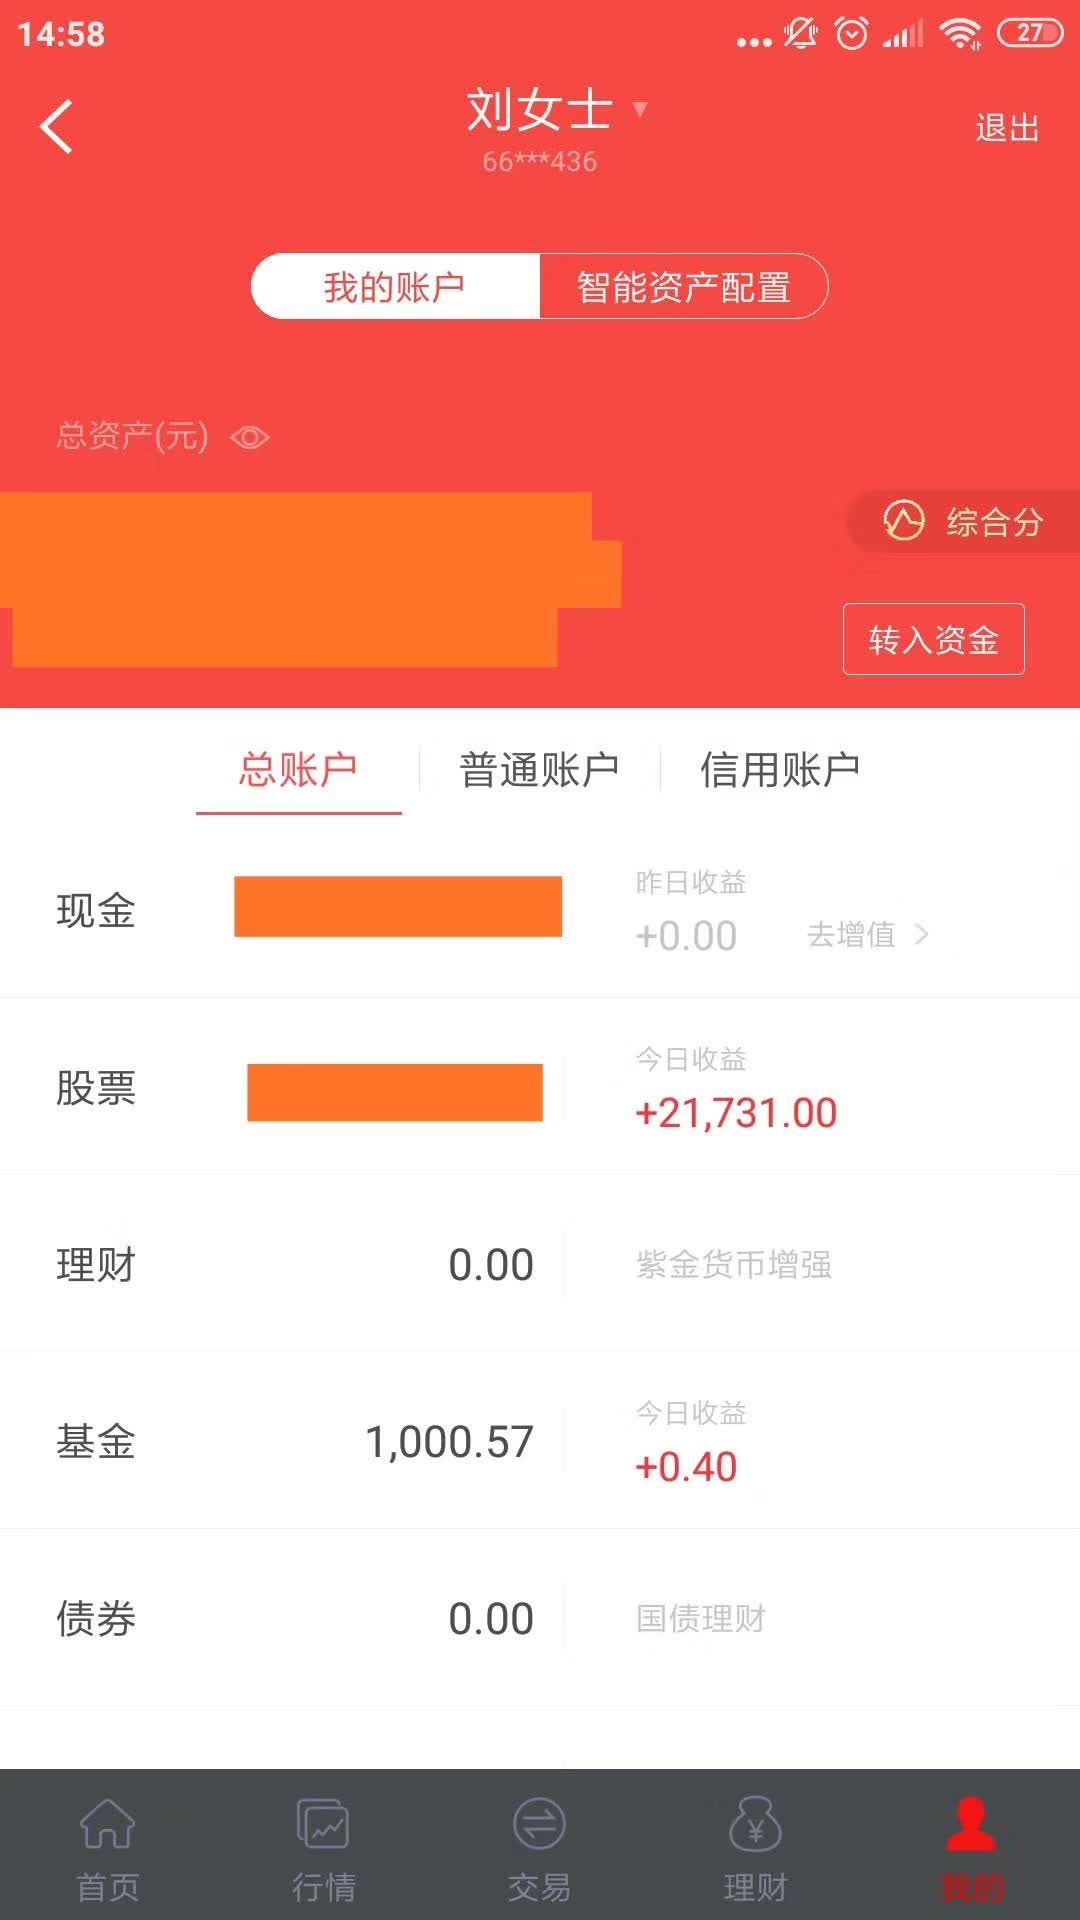 14:58
27
刘女士
66***436
退出
我的账户
智能资产配置
总资产(元)
综合分
转入资金
总账户
普通账户
信用账户
现金
昨日收益
+0.00
去增值
股票
今日收益
+21,731.00
理财
0.00
紫金货币增强
基金
1,000.57
今日收益
+0.40
债券
0.00
国债理财
首页
行情
交易
理财
我的